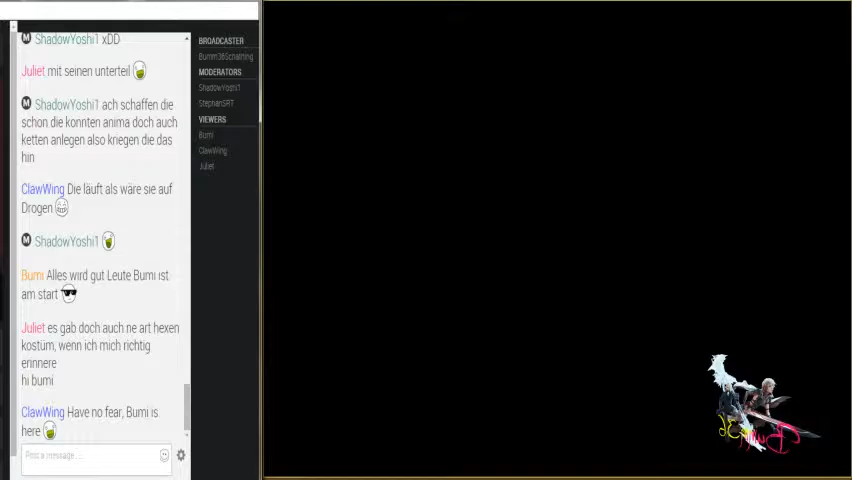 ShadowYoshi1 xDD
Juliet mit seinen unterteil
ShadowYoshi1 ach schaffen die
schon die konnten anima doch auch
ketten anlegen also kriegen die das
hin
ClawWing Die läuft als wäre sie auf
Drogen
ShadowYoshi1
Bumi Alles wird gut Leute Bumi ist
am start
Juliet es gab doch auch ne art hexen
kostüm, wenn ich mich richtig
erinnere
hi bumi
ClawWing Have no fear, Bumi is
here
Post a message.....
BROADCASTER
MODERATORS
ShadowYoshi1
StephanSRT
VIEWERS
Bumi
ClawWing
Juliet